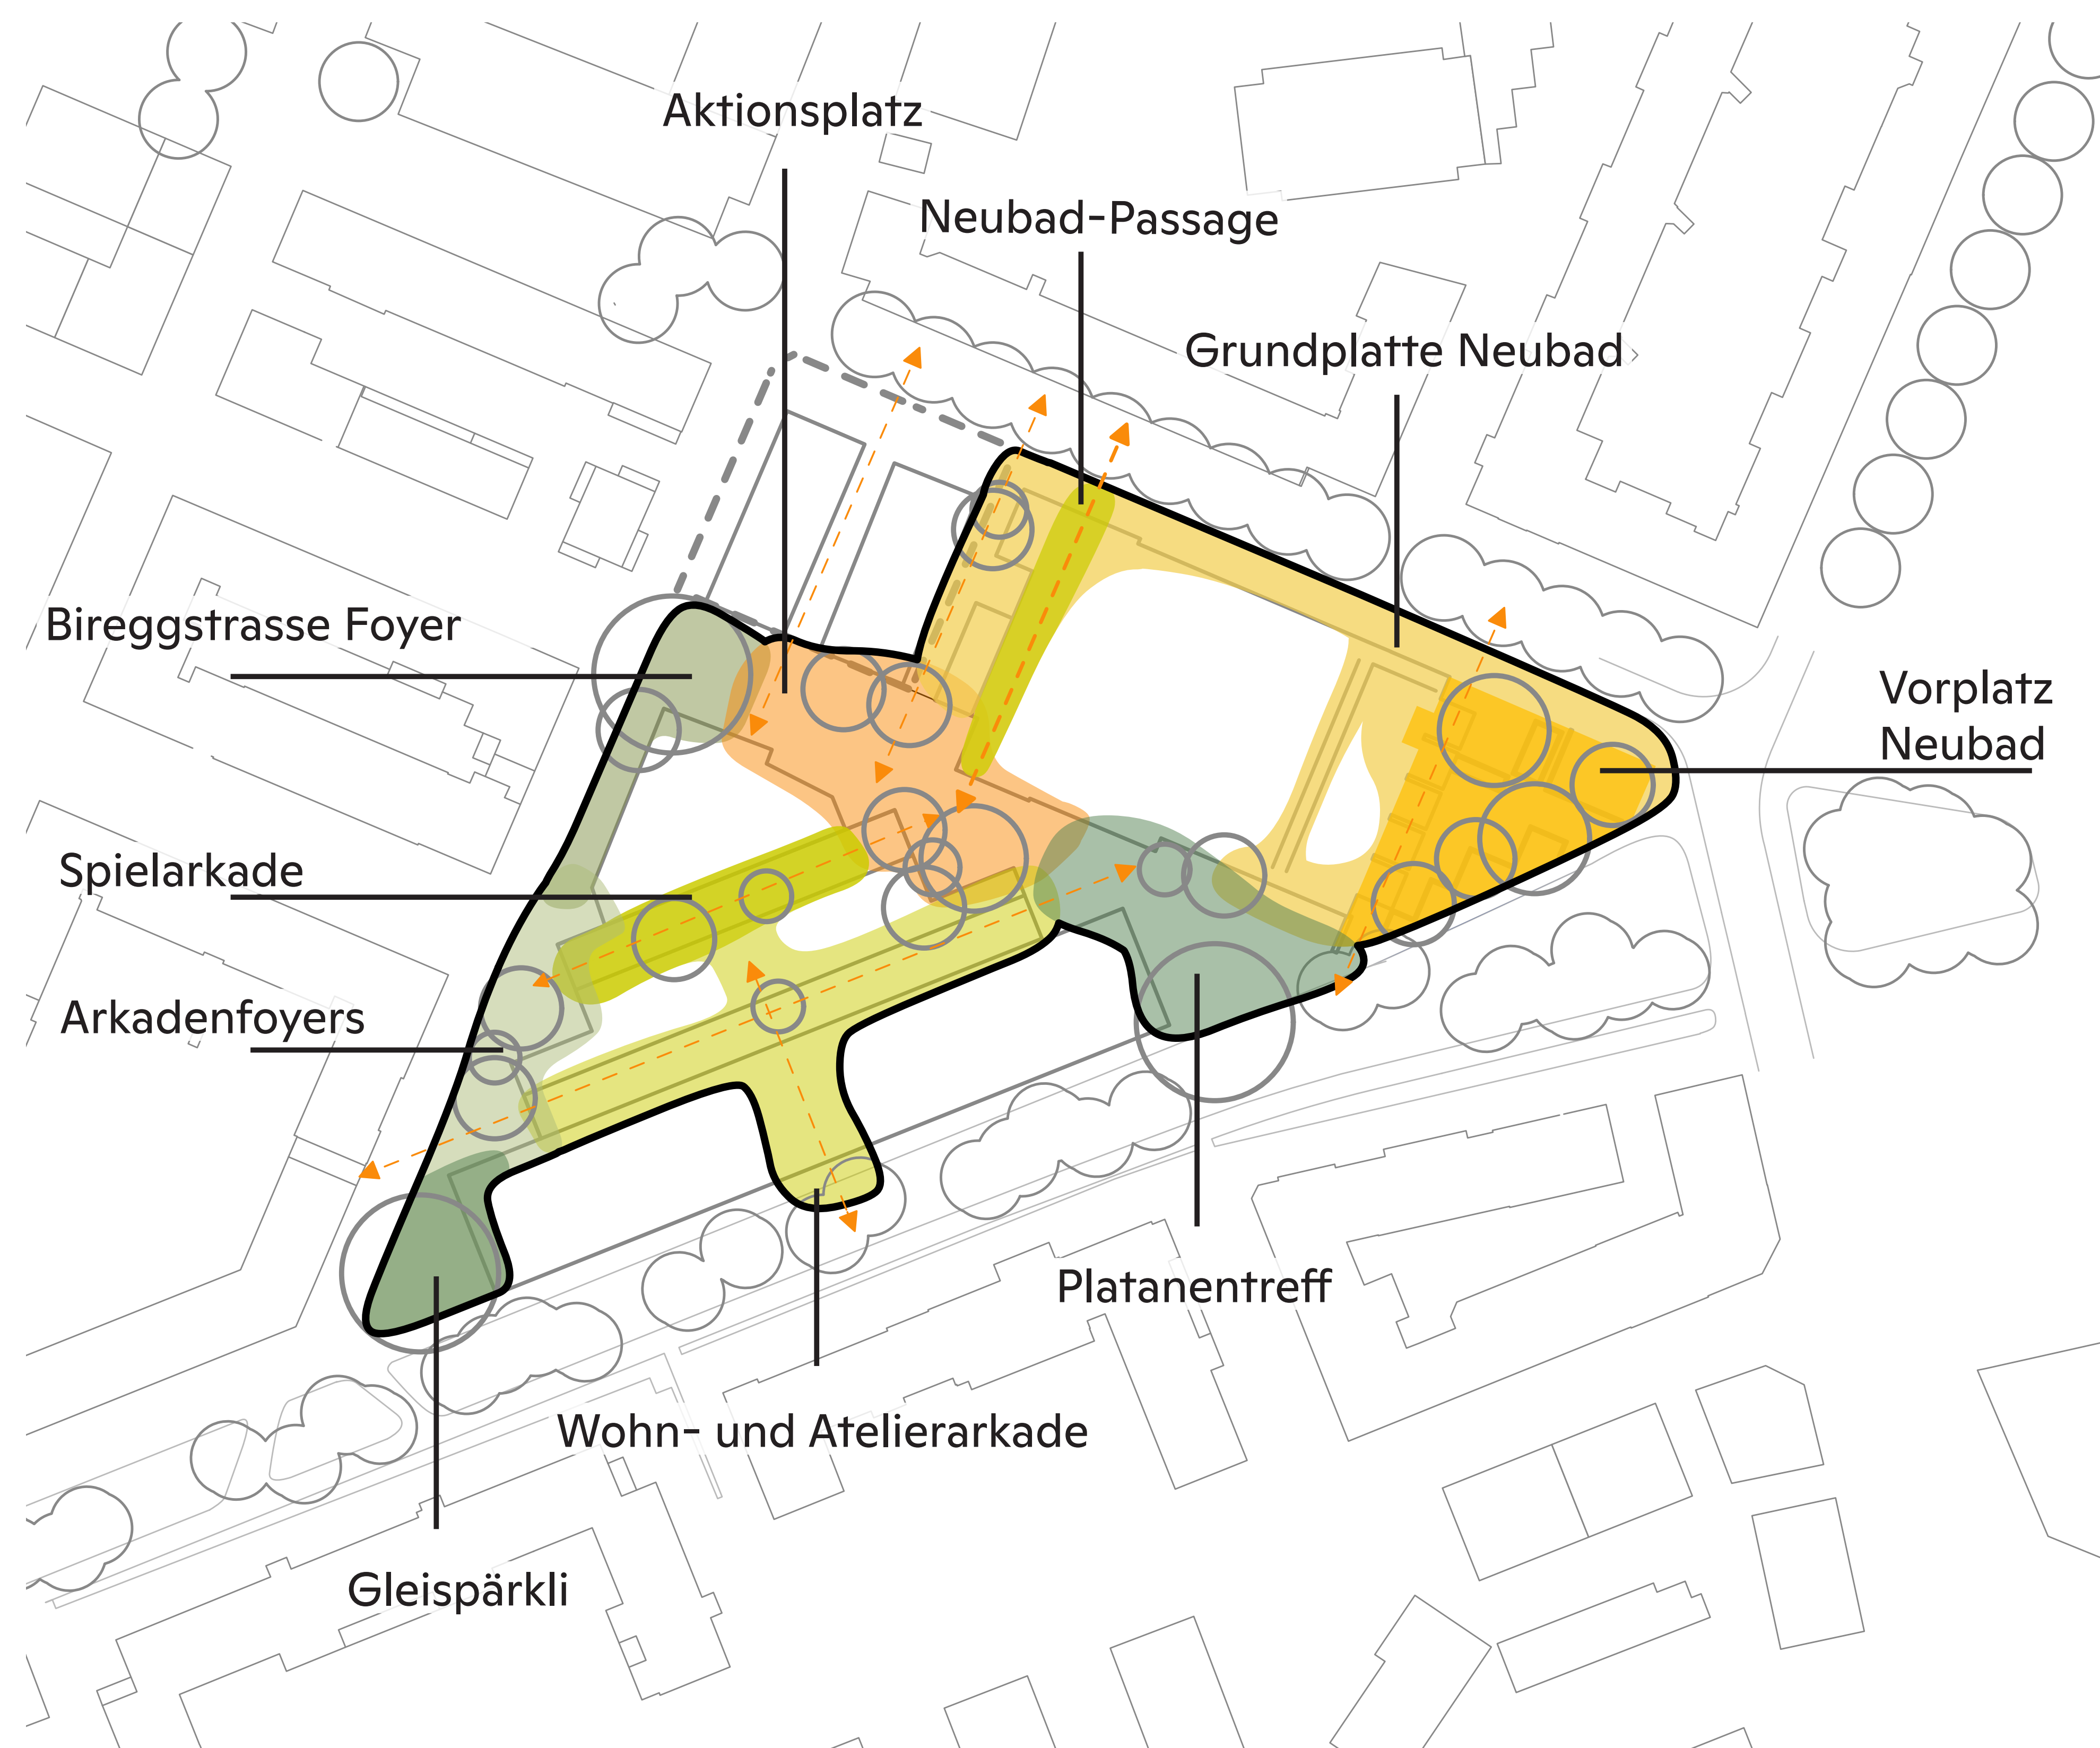 Aktionsplatz
Neubad-Passage
Grundplatte Neubad
Bireggstrasse Foyer
Vorplatz
Neubad
Spielarkade
Arkadenfoyers
Platanentreff
Wohn- und Atelierarkade
Gleispärkli